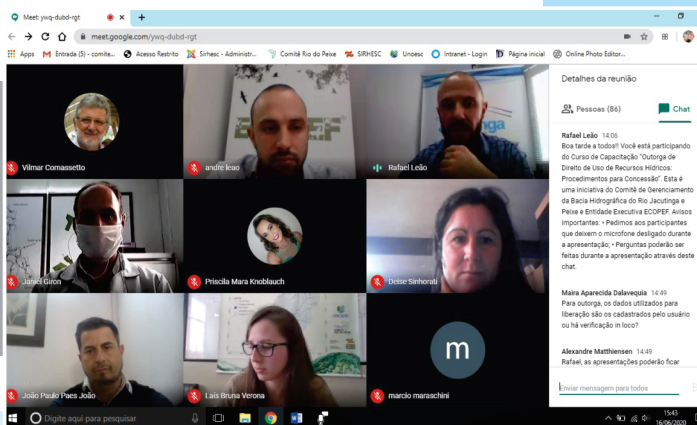 Meet: ywq-dubd-rgt
meet.google.com/ywq-dubd-rgt
Apps
Entrada (5) - comite...
Acesso Restrito
Sirhesc - Administr...
Comitê Rio do Peixe
SIRHESC
Unoesc
Intranet - Login
Página inicial
Online Photo Editor...
Detalhes da reunião
Pessoas (86)
Chat
Rafael Leão 14:06
Boa tarde a todos!! Você está participando
do Curso de Capacitação "Outorga de
Direito de Uso de Recursos Hídricos:
Procedimentos para Concessão". Esta é
uma iniciativa do Comitê de Gerenciamento
da Bacia Hidrográfica do Rio Jacutinga e
Peixe e Entidade Executiva ECOPEF. Avisos
importantes: • Pedimos aos participantes
que deixem o microfone desligado durante
a apresentação; • Perguntas poderão ser
feitas durante a apresentação através deste
chat.
Maira Aparecida Dalavequia 14:49
Para outorga, os dados utilizados para
liberação são os cadastrados pelo usuário
ou há verificação in loco?
Alexandre Matthiensen 14:49
Rafael, as apresentações poderão ficar
Enviar mensagem para todos
Vilmar Comassetto
andre leao
Rafael Leão
Janiel Giron
Priscila Mara Knoblauch
Deise Sinhorati
João Paulo Paes João
Laís Bruna Verona
m
marcio maraschini
Digite aqui para pesquisar
15:43
16/06/2020